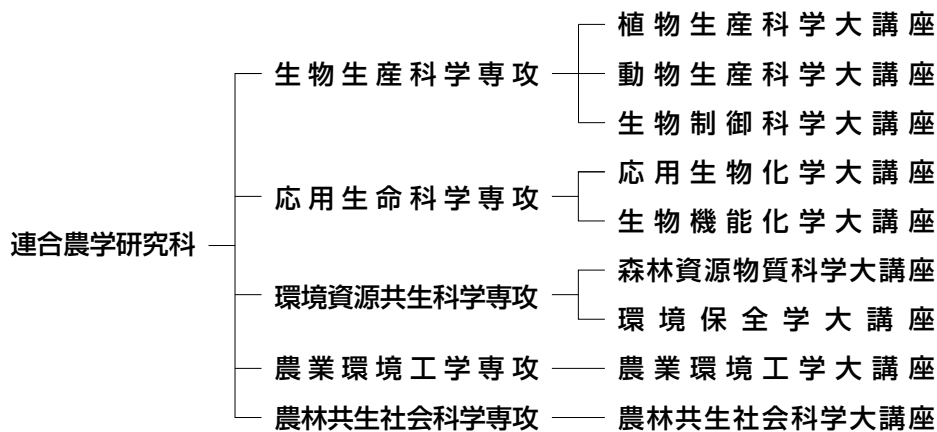 連合農学研究科
生物生産科学専攻
植物生産科学大講座
動物生産科学大講座
生物制御科学大講座
応用生命科学専攻
応用生物化学大講座
生物機能化学大講座
環境資源共生科学専攻
森林資源物質科学大講座
環境保全学大講座
農業環境工学専攻
農業環境工学大講座
農林共生社会科学専攻
農林共生社会科学大講座